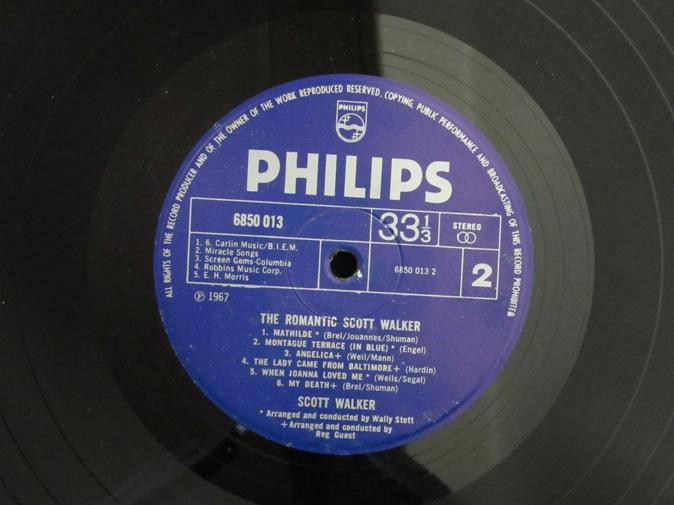 ALL RIGHTS OF THE RECORD PRODUCER AND OF THE OWNER OF THE WORK REPRODUCED RESERVED. COPYING, PUBLIC PERFORMANCE AND BROADCASTING OF THIS RECORD PROHIBITED
PHILIPS
PHILIPS
6850 013
33 1/3
STEREO
1. 6. Carlin Music/B.I.E.M.
2. Miracle Songs
3. Screen Gems-Columbia
4. Robbins Music Corp.
5. E. H. Morris
6850 013 2
2
℗ 1967
THE ROMANTIC SCOTT WALKER
1. MATHILDE * (Brel/Jouannes/Shuman)
2. MONTAGUE TERRACE (IN BLUE) * (Engel)
3. ANGELICA+ (Weil/Mann)
4. THE LADY CAME FROM BALTIMORE+ (Hardin)
5. WHEN JOANNA LOVED ME * (Wells/Segal)
6. MY DEATH+ (Brel/Shuman)
SCOTT WALKER
* Arranged and conducted by Wally Stott
+Arranged and conducted by
Reg Guest